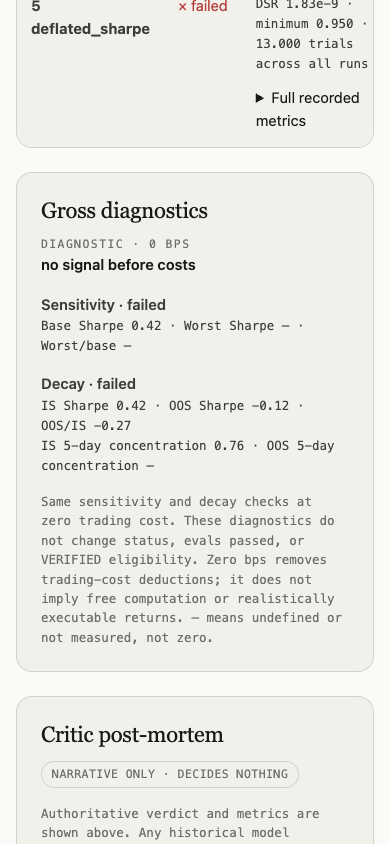 5
deflated_sharpe
× failed
DSR 1.83e−9 ·
minimum 0.950 ·
13.000 trials
across all runs
▶ Full recorded
metrics
Gross diagnostics
DIAGNOSTIC · 0 BPS
no signal before costs
Sensitivity · failed
Base Sharpe 0.42 · Worst Sharpe — ·
Worst/base —
Decay · failed
IS Sharpe 0.42 · OOS Sharpe −0.12 ·
OOS/IS −0.27
IS 5-day concentration 0.76 · OOS 5-day
concentration —
Same sensitivity and decay checks at
zero trading cost. These diagnostics do
not change status, evals passed, or
VERIFIED eligibility. Zero bps removes
trading-cost deductions; it does not
imply free computation or realistically
executable returns. — means undefined or
not measured, not zero.
Critic post-mortem
NARRATIVE ONLY · DECIDES NOTHING
Authoritative verdict and metrics are
shown above. Any historical model